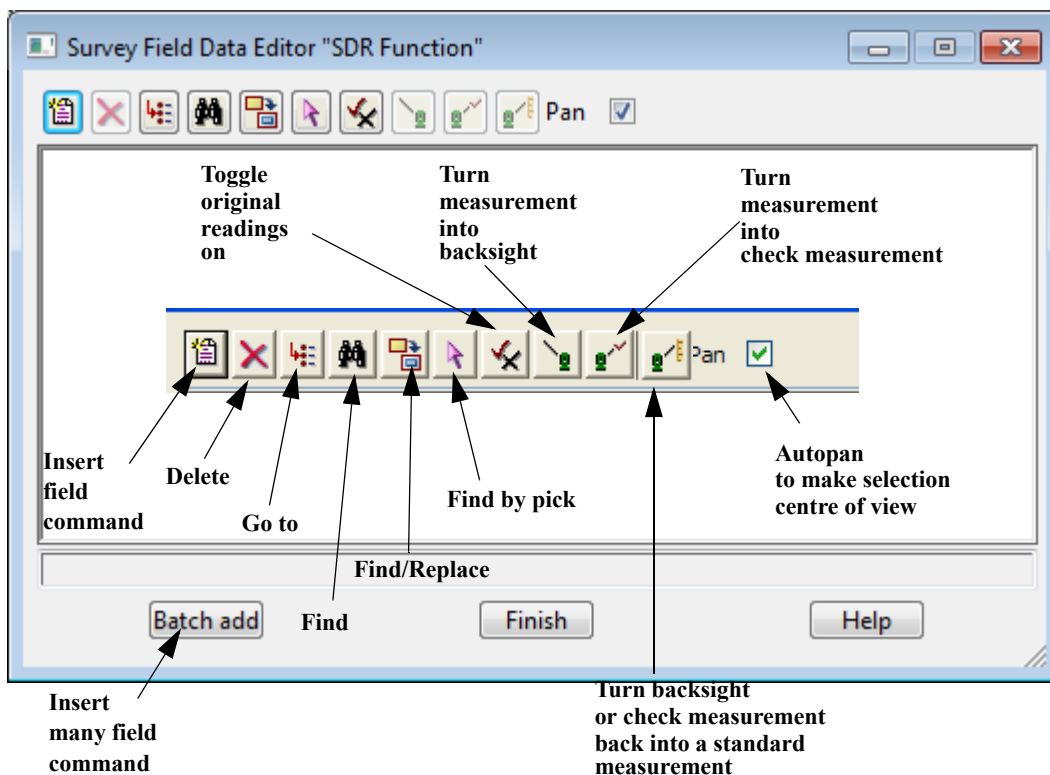 Survey Field Data Editor "SDR Function"
Pan
Toggle
original
readings
on
Turn
measurement
into
backsight
Turn
measurement
into
check measurement
Pan
Insert
field
command
Delete
Go to
Find by pick
Autopan
to make selection
centre of view
Find/Replace
Find
Batch add
Finish
Help
Insert
many field
command
Turn backsight
or check measurement
back into a standard
measurement